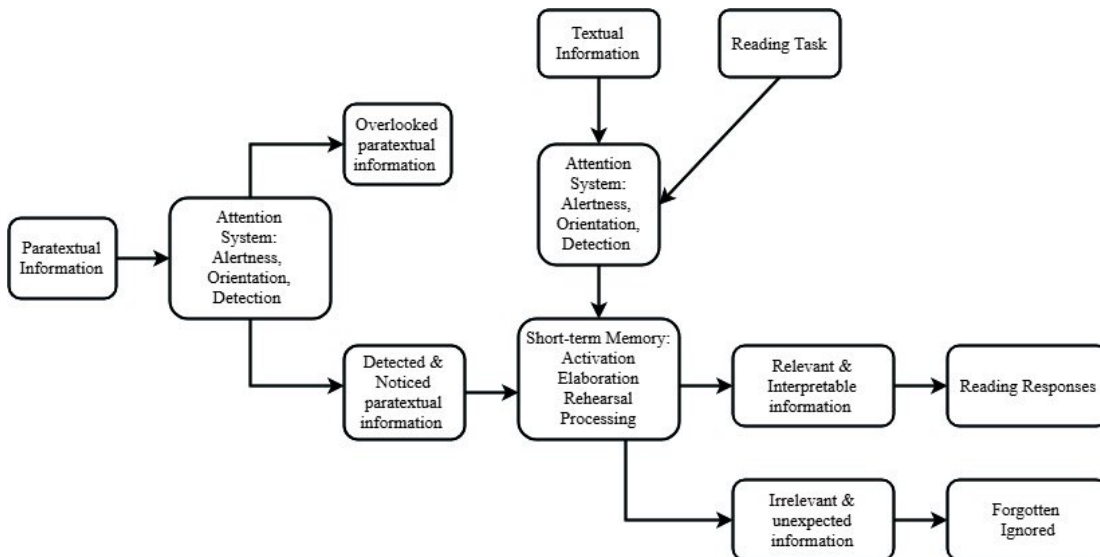 Textual
Information
Reading Task
Overlooked
paratextual
information
Attention
System:
Alertness,
Orientation,
Detection
Paratextual
Information
Attention
System:
Alertness,
Orientation,
Detection
Detected &
Noticed
paratextual
information
Short-term Memory:
Activation
Elaboration
Rehearsal
Processing
Relevant &
Interpretable
information
Reading Responses
Irrelevant &
unexpected
information
Forgotten
Ignored